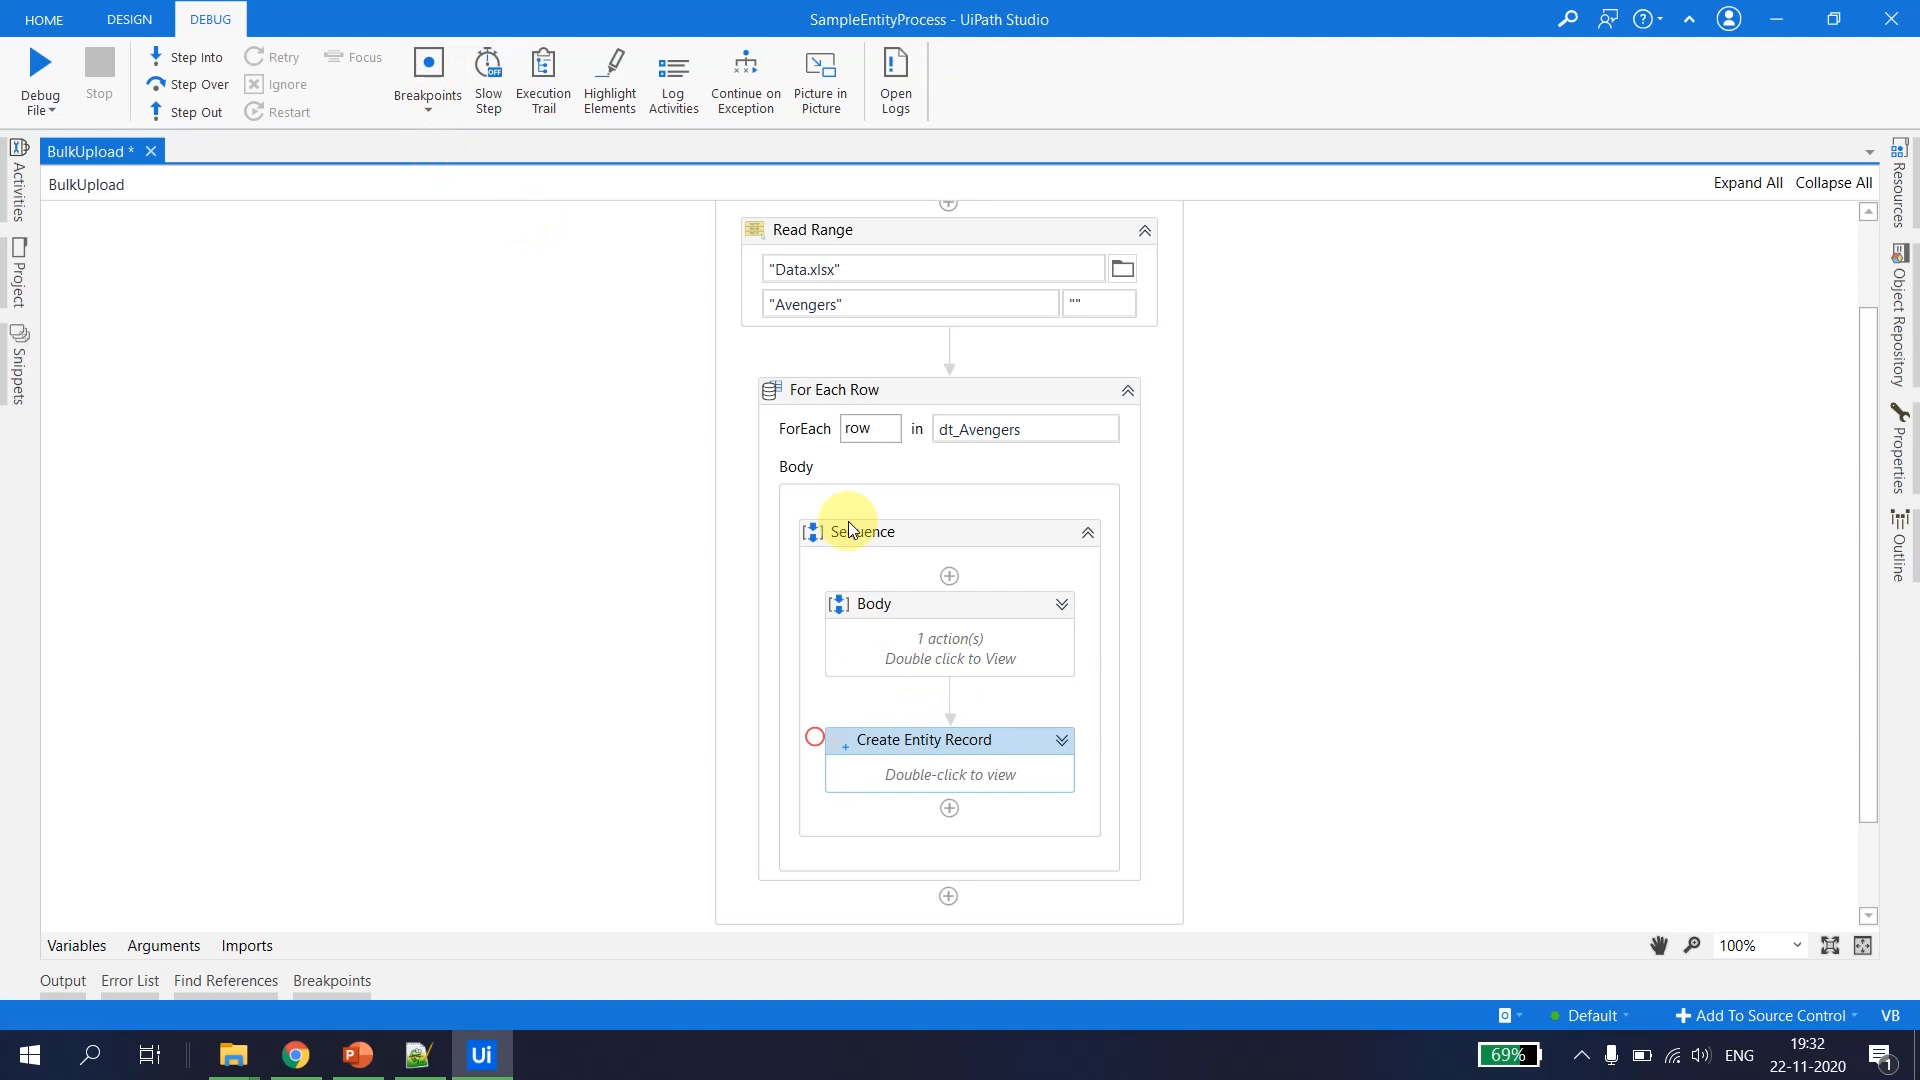 HOME DESIGN DEBUG
SampleEntityProcess - UiPath Studio
Debug
File
Stop
Step Into
Step Over
Step Out
Retry
Ignore
Restart
Focus
Breakpoints
Slow
Step
OFF
Execution
Trail
Highlight
Elements
Log
Activities
Continue on
Exception
Picture in
Picture
Open
Logs
BulkUpload *
BulkUpload
Expand All Collapse All
Activities
Project
Snippets
Resources
Object Repository
Properties
Outline
Read Range
"Data.xlsx"
"Avengers" ""
For Each Row
ForEach row in dt_Avengers
Body
Sequence
Body
1 action(s)
Double click to View
Create Entity Record
Double-click to view
Variables Arguments Imports
100%
Output Error List Find References Breakpoints
Default Add To Source Control VB
Ui
69%
ENG
19:32
22-11-2020
1